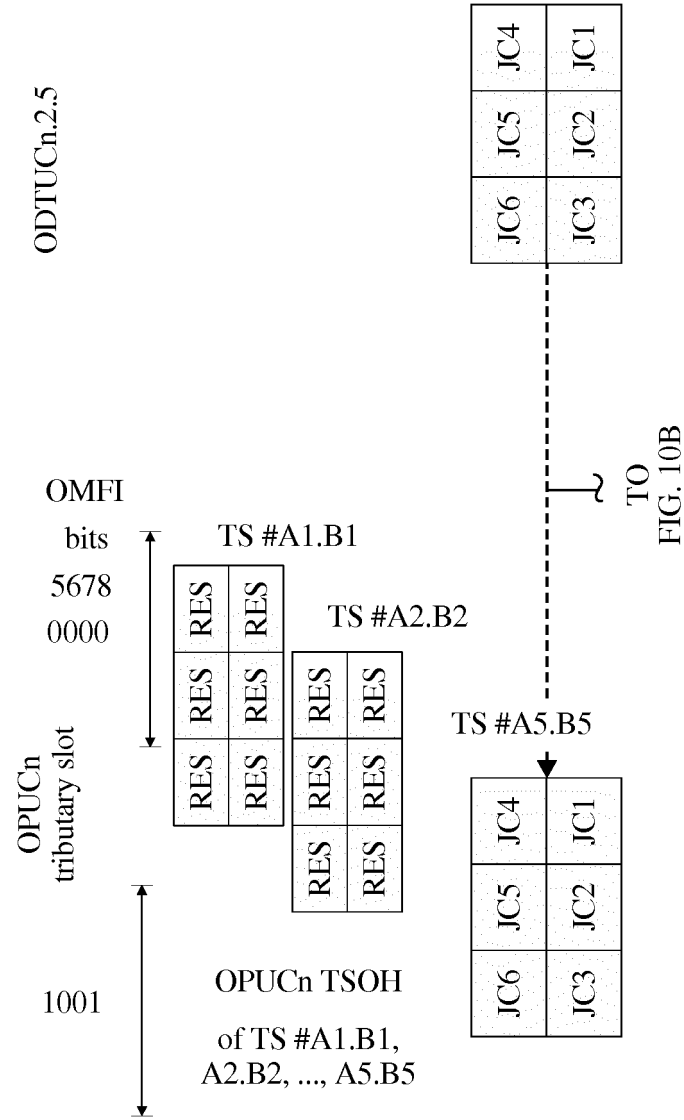 ODTUCn.2.5
JC4
JC1
JC5
JC2
JC6
JC3
TO
FIG. 10B
OMFI
bits
5678
0000
TS #A1.B1
RES
RES
RES
RES
RES
RES
TS #A2.B2
RES
RES
RES
RES
RES
RES
OPUCn
tributary slot
TS #A5.B5
JC4
JC1
JC5
JC2
JC6
JC3
1001
OPUCn TSOH
of TS #A1.B1,
A2.B2, ..., A5.B5